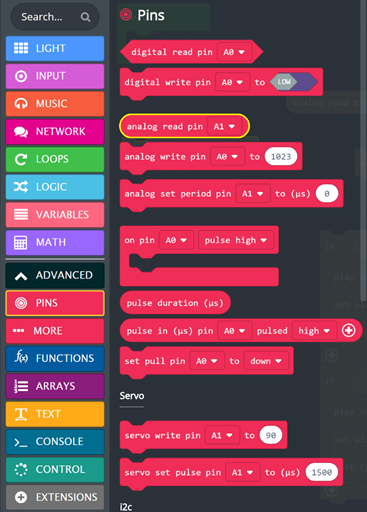 Search...
LIGHT
INPUT
MUSIC
NETWORK
LOOPS
LOGIC
VARIABLES
MATH
ADVANCED
PINS
MORE
FUNCTIONS
ARRAYS
TEXT
CONSOLE
CONTROL
EXTENSIONS
Pins
digital read pin A0
digital write pin A0 to LOW
analog read pin A1
analog write pin A0 to 1023
analog set period pin A1 to (µs) 0
on pin A0 pulse high
pulse duration (µs)
pulse in (µs) pin A0 pulsed high
set pull pin A0 to down
Servo
servo write pin A1 to 90
servo set pulse pin A1 to (µs) 1500
i2c